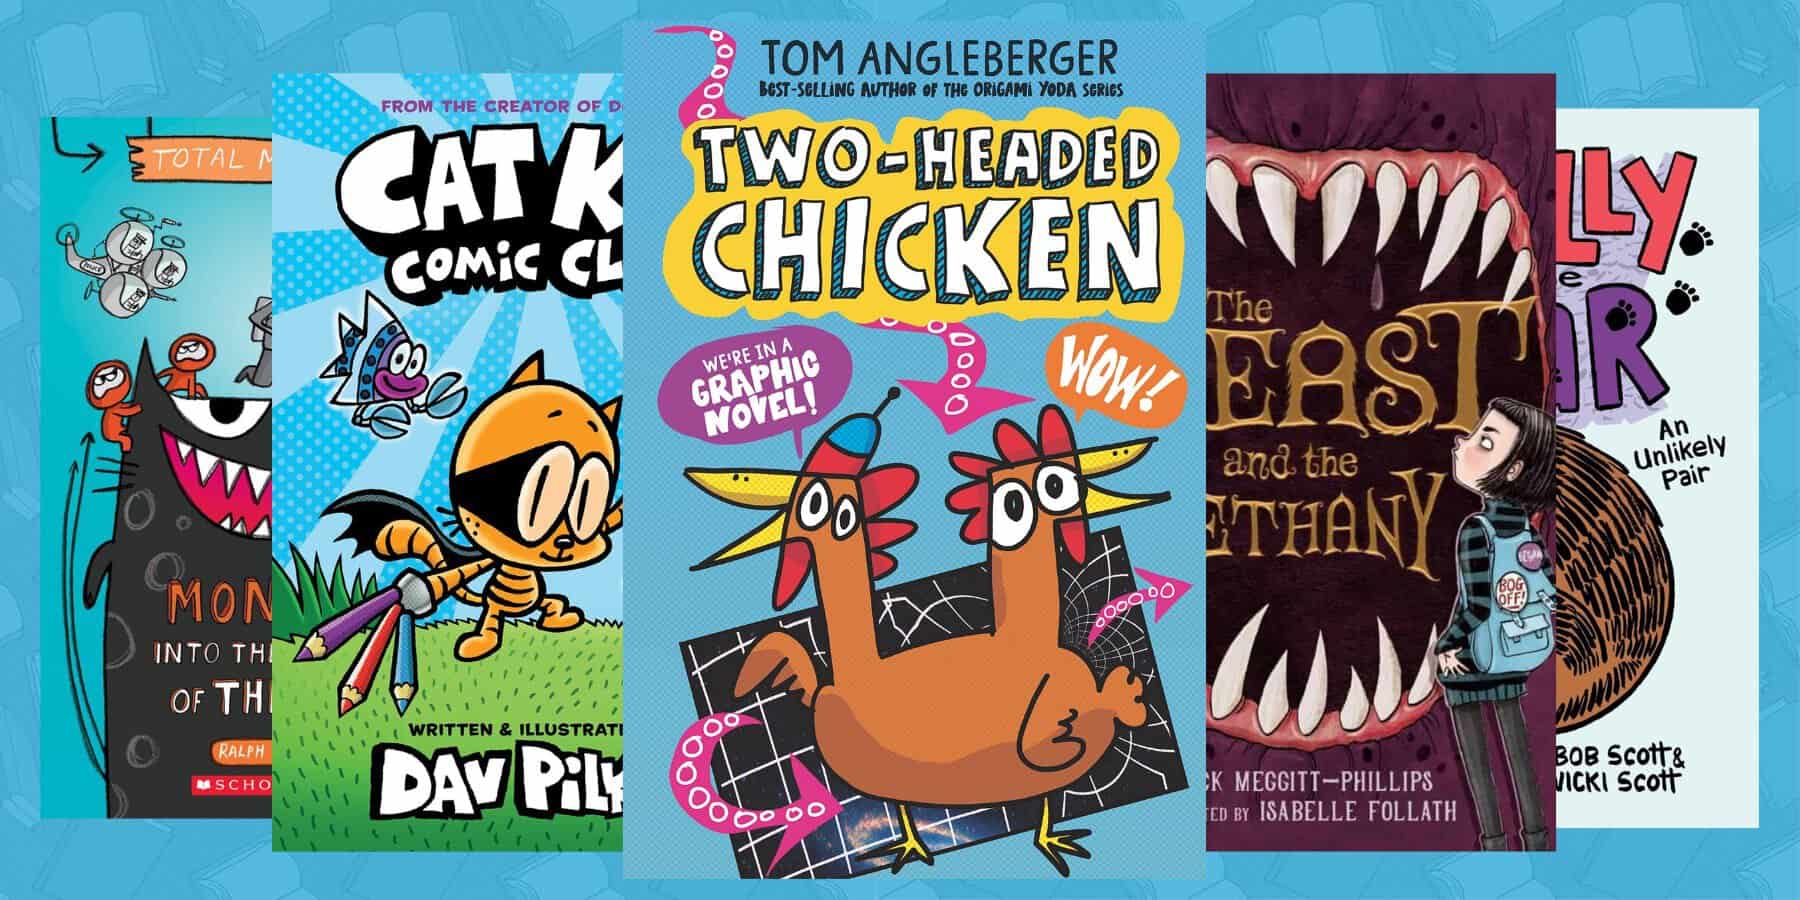 TOTAL M
MON
INTO TH
OF TH
RALPH
SCHO
FROM THE CREATOR OF D
CAT K
COMIC CL
WRITTEN & ILLUSTRATE
DAV PILK
TOM ANGLEBERGER
BEST-SELLING AUTHOR OF THE ORIGAMI YODA SERIES
TWO-HEADED
CHICKEN
WE'RE IN A
GRAPHIC
NOVEL!
WOW!
The
EAST
and the
ETHANY
BOG
OFF!
CK MEGGITT-PHILLIPS
TED BY ISABELLE FOLLATH
LLY
e
AR
An
Unlikely
Pair
BOB SCOTT &
VICKI SCOTT